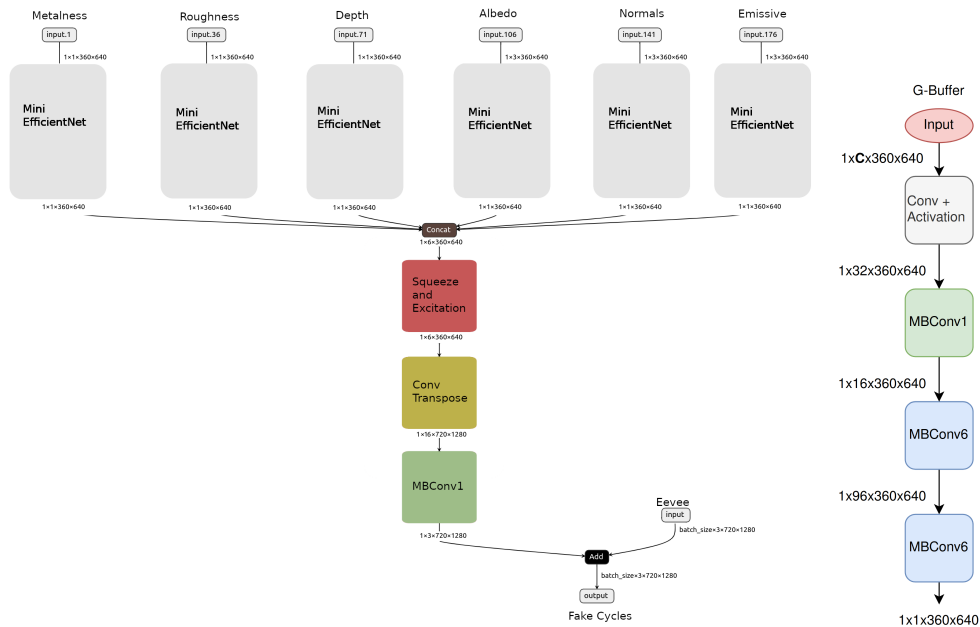 Metalness
Roughness
Depth
Albedo
Normals
Emissive
input.1
input.36
input.71
input.106
input.141
input.176
1×1×360×640
1×1×360×640
1×1×360×640
1×3×360×640
1×3×360×640
1×3×360×640
Mini
EfficientNet
Mini
EfficientNet
Mini
EfficientNet
Mini
EfficientNet
Mini
EfficientNet
Mini
EfficientNet
1×1×360×640
1×1×360×640
1×1×360×640
1×1×360×640
1×1×360×640
1×1×360×640
Concat
1×6×360×640
Squeeze
and
Excitation
1×6×360×640
Conv
Transpose
1×16×720×1280
MBConv1
1×3×720×1280
Eevee
input
batch_size×3×720×1280
Add
batch_size×3×720×1280
output
Fake Cycles
G-Buffer
Input
1xCx360x640
Conv +
Activation
1x32x360x640
MBConv1
1x16x360x640
MBConv6
1x96x360x640
MBConv6
1x1x360x640